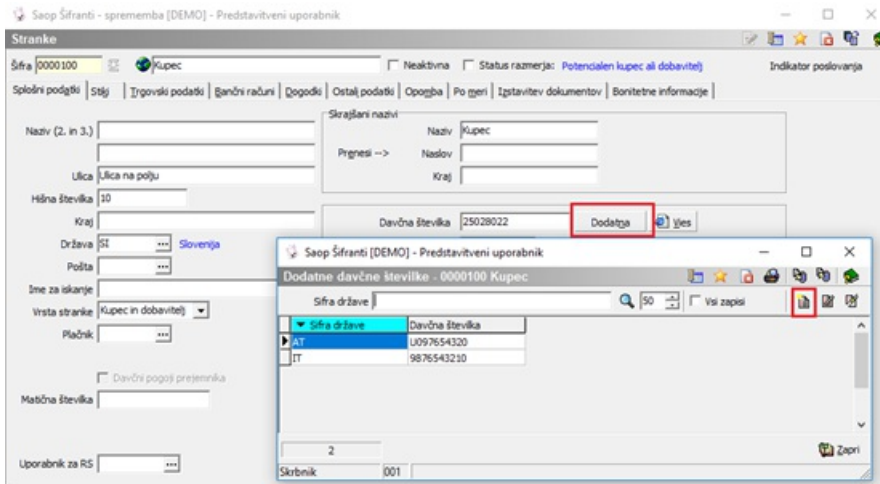 Saop Šifranti - sprememba [DEMO] - Predstavitveni uporabnik
Stranke
Šifra 0000100 Kupec Neaktivna Status razmerja: Potencialen kupec ali dobavitelj Indikator poslovanja
Splošni podatki Stiki Trgovski podatki Bančni računi Dogodki Ostali podatki Opomba Po meri Izstavitev dokumentov Bonitetne informacije
Skrajšani nazivi
Naziv (2. in 3.) Naziv Kupec
Prenesi --> Naslov
Ulica Ulica na polju Kraj
Hišna številka 10
Kraj Davčna številka 25028022 Dodatna Vies
Država SI ... Slovenija
Pošta ...
Ime za iskanje
Vrsta stranke Kupec in dobavitelj
Plačnik ...
Davčni pogoji prejemnika
Matična številka
Uporabnik za RS ...
Saop Šifranti [DEMO] - Predstavitveni uporabnik
Dodatne davčne številke - 0000100 Kupec
Šifra države 50 Vsi zapisi
Šifra države Davčna številka
AT U097654320
IT 9876543210
2 Zapri
Skrbnik 001